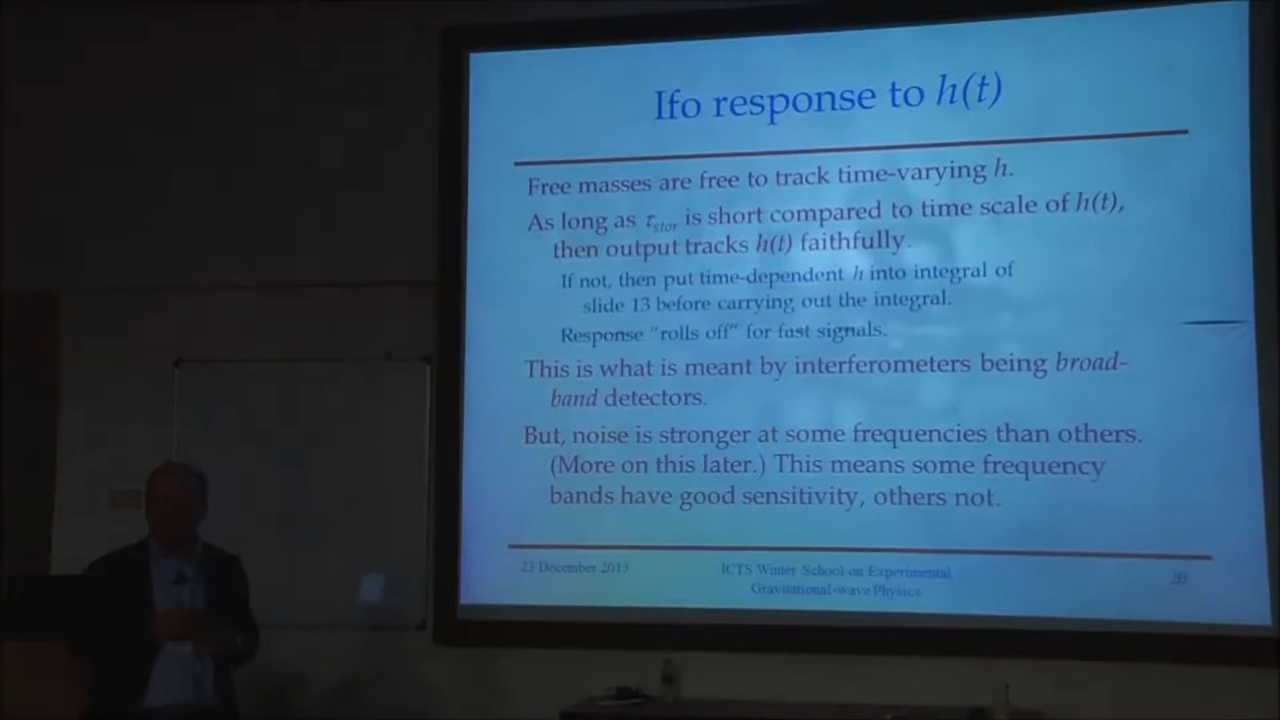 Ifo response to h(t)
Free masses are free to track time-varying h.
As long as τstor is short compared to time scale of h(t),
then output tracks h(t) faithfully.
If not, then put time-dependent h into integral of
slide 13 before carrying out the integral.
Response “rolls off” for fast signals.
This is what is meant by interferometers being broad-
band detectors.
But, noise is stronger at some frequencies than others.
(More on this later.) This means some frequency
bands have good sensitivity, others not.
23 December 2013
ICTS Winter School on Experimental
Gravitational-wave Physics
20